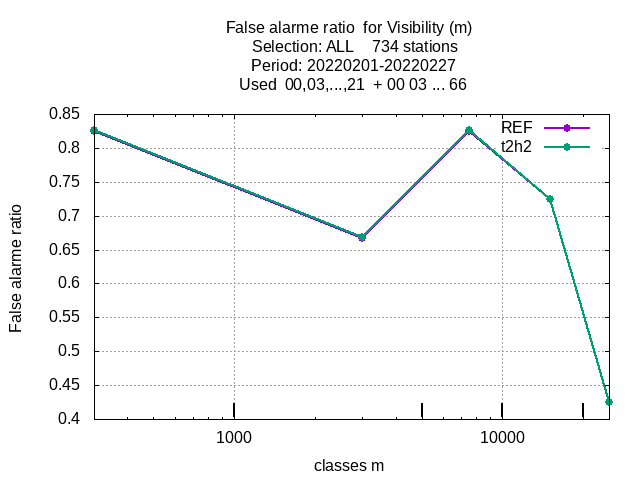 False alarme ratio  for Visibility (m)
Selection: ALL    734 stations
Period: 20220201-20220227
Used  00,03,...,21  + 00 03 ... 66
REF
t2h2
0.85
0.8
0.75
0.7
0.65
0.6
0.55
0.5
0.45
0.4
False alarme ratio
1000
10000
classes m